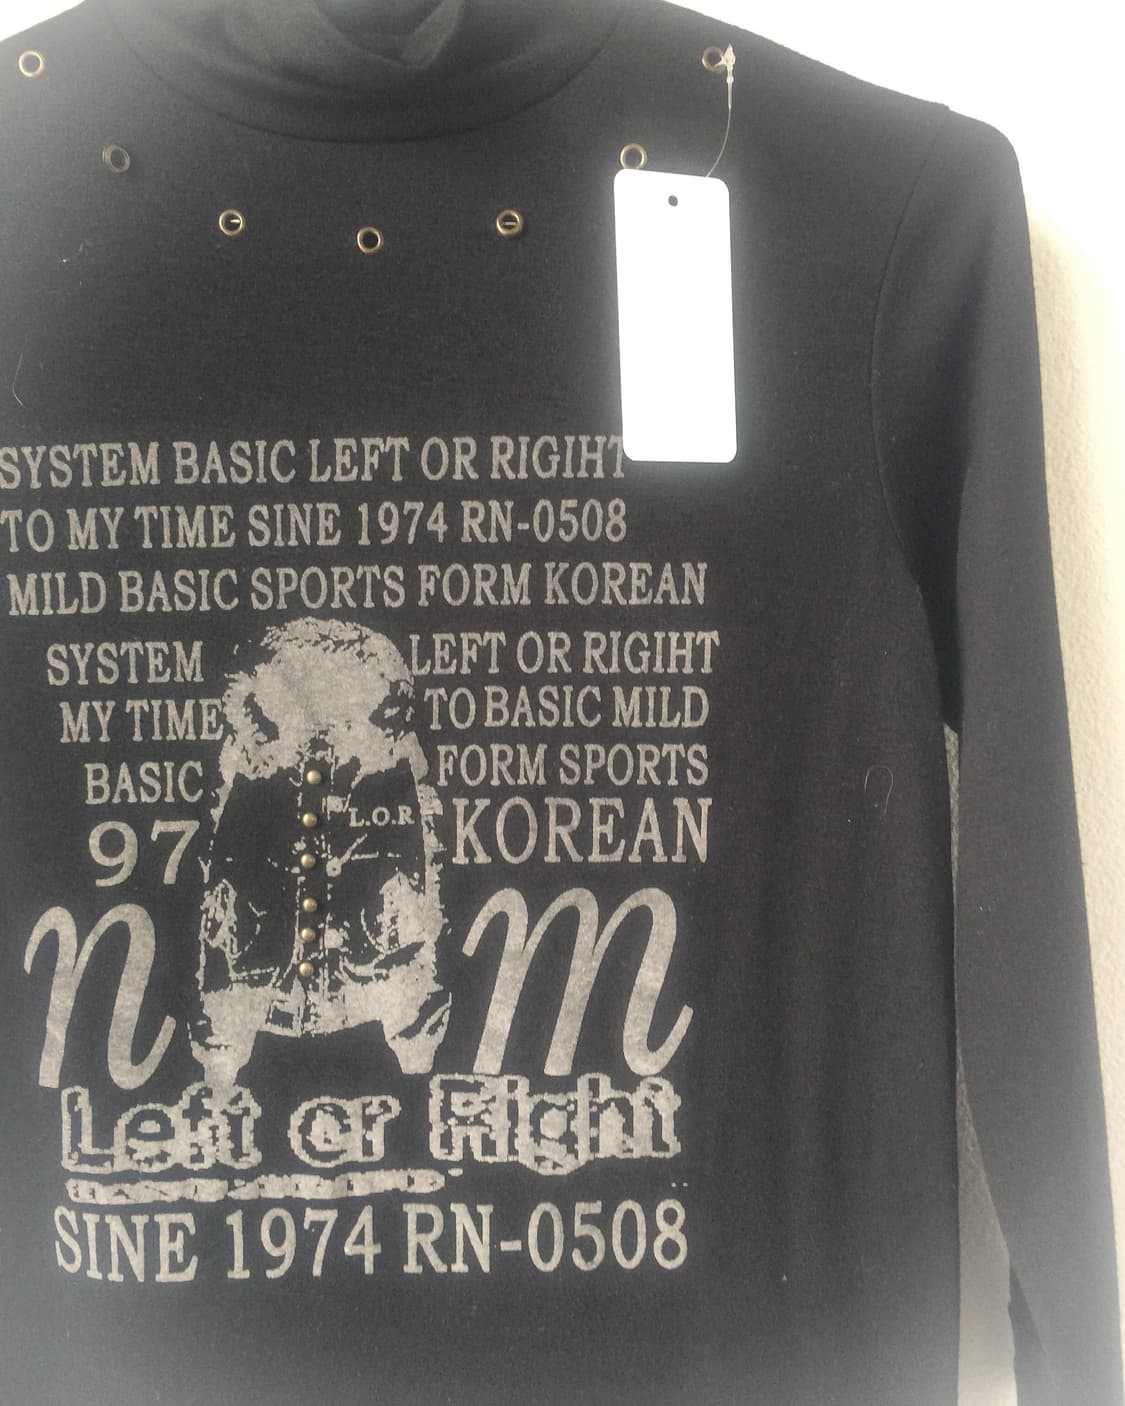 SYSTEM BASIC LEFT OR RIGIHT
TO MY TIME SINE 1974 RN-0508
MILD BASIC SPORTS FORM KOREAN
SYSTEM
MY TIME
BASIC
97
LEFT OR RIGIHT
TO BASIC MILD
FORM SPORTS
KOREAN
L.O.R
n m
Left or Right
SINE 1974 RN-0508